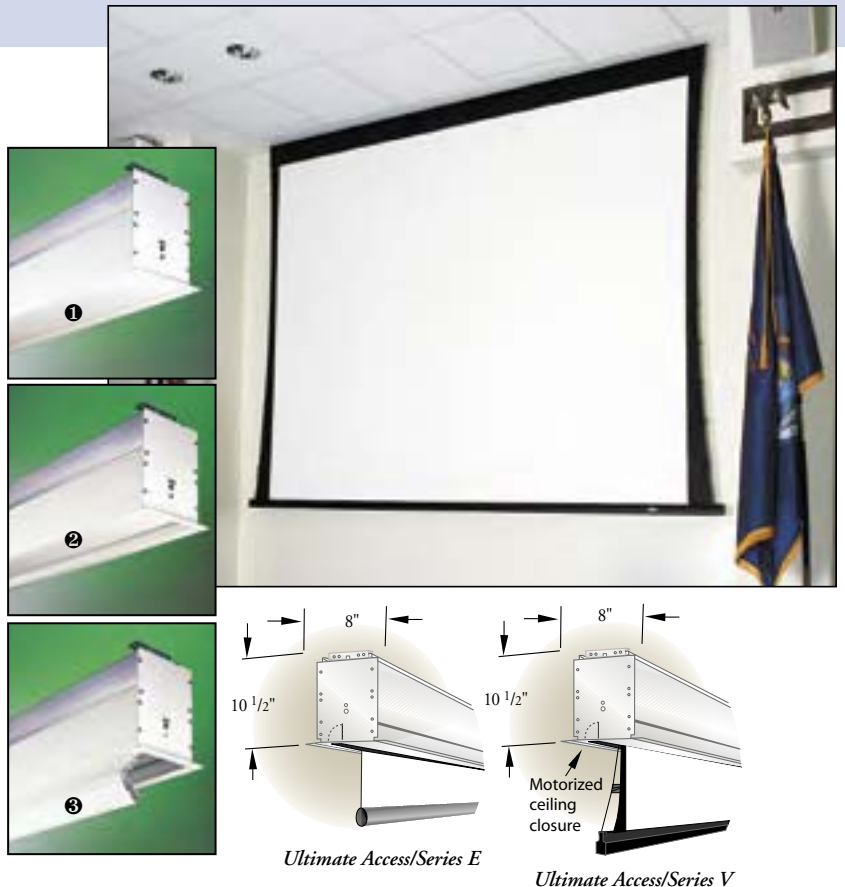 ❶
❷
❸
8"
10 1/2"
Ultimate Access/Series E
8"
10 1/2"
Motorized
ceiling
closure
Ultimate Access/Series V